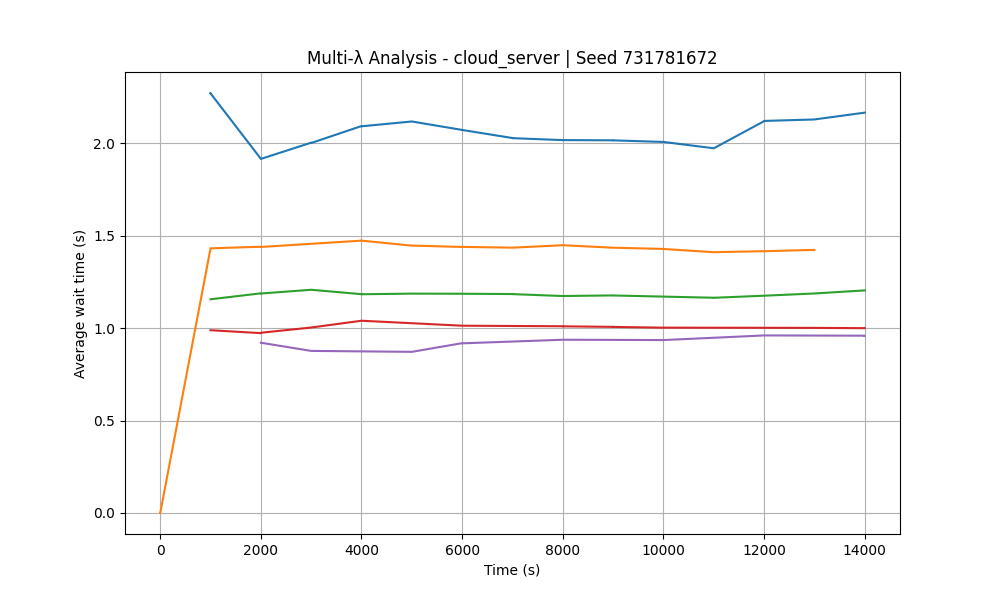 Multi-λ Analysis - cloud_server | Seed 731781672
Average wait time (s)
2.0
1.5
1.0
0.5
0.0
0 2000 4000 6000 8000 10000 12000 14000
Time (s)